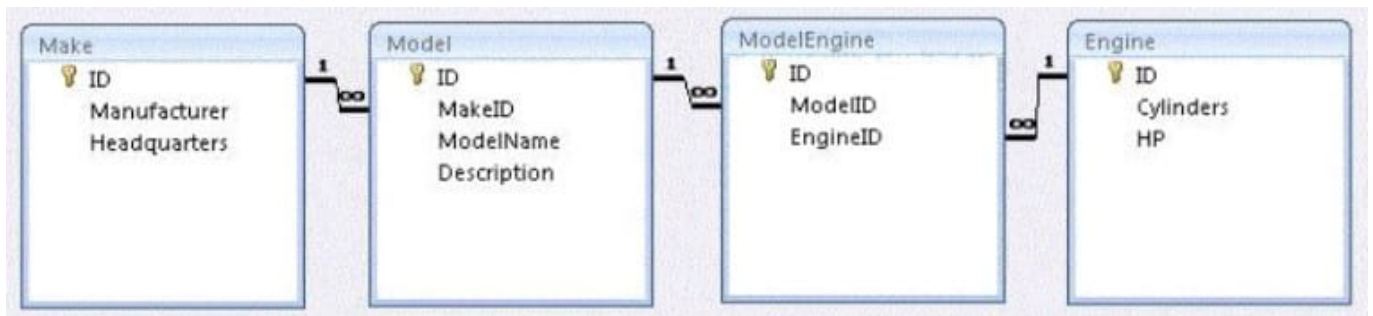 Make
ID
Manufacturer
Headquarters
1
∞
Model
ID
MakeID
ModelName
Description
1
∞
ModelEngine
ID
ModelID
EngineID
1
∞
Engine
ID
Cylinders
HP